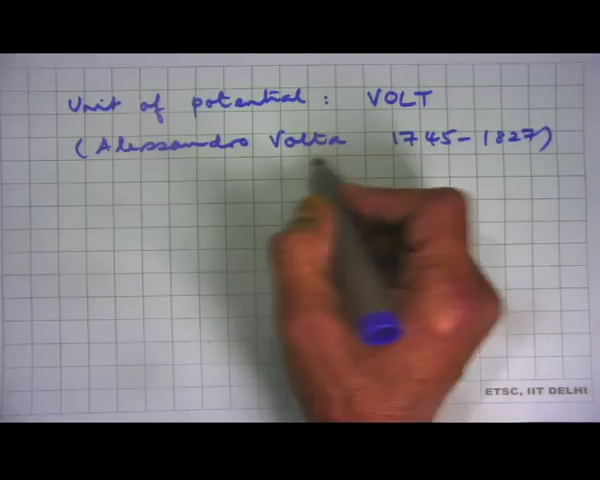 Unit of potential : VOLT
(Alessandro Volta 1745-1827)
ETSC, IIT DELHI